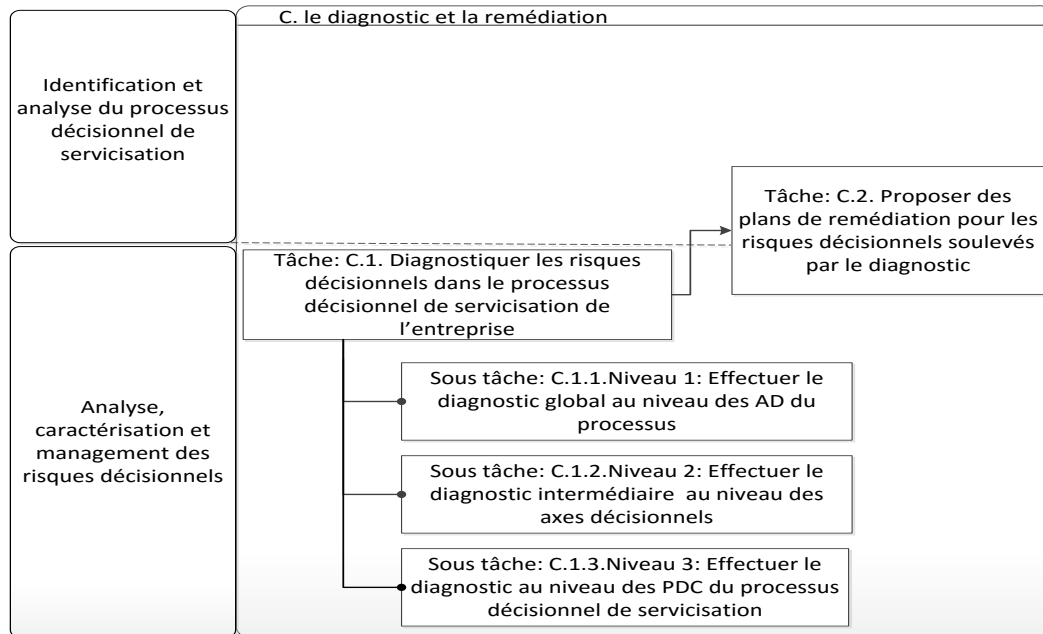 C. le diagnostic et la remédiation
Identification et
analyse du processus
décisionnel de
servicisation
Tâche: C.2. Proposer des
plans de remédiation pour les
risques décisionnels soulevés
par le diagnostic
Tâche: C.1. Diagnostiquer les risques
décisionnels dans le processus
décisionnel de servicisation de
l’entreprise
Analyse,
caractérisation et
management des
risques décisionnels
Sous tâche: C.1.1.Niveau 1: Effectuer le
diagnostic global au niveau des AD du
processus
Sous tâche: C.1.2.Niveau 2: Effectuer le
diagnostic intermédiaire au niveau des
axes décisionnels
Sous tâche: C.1.3.Niveau 3: Effectuer le
diagnostic au niveau des PDC du processus
décisionnel de servicisation